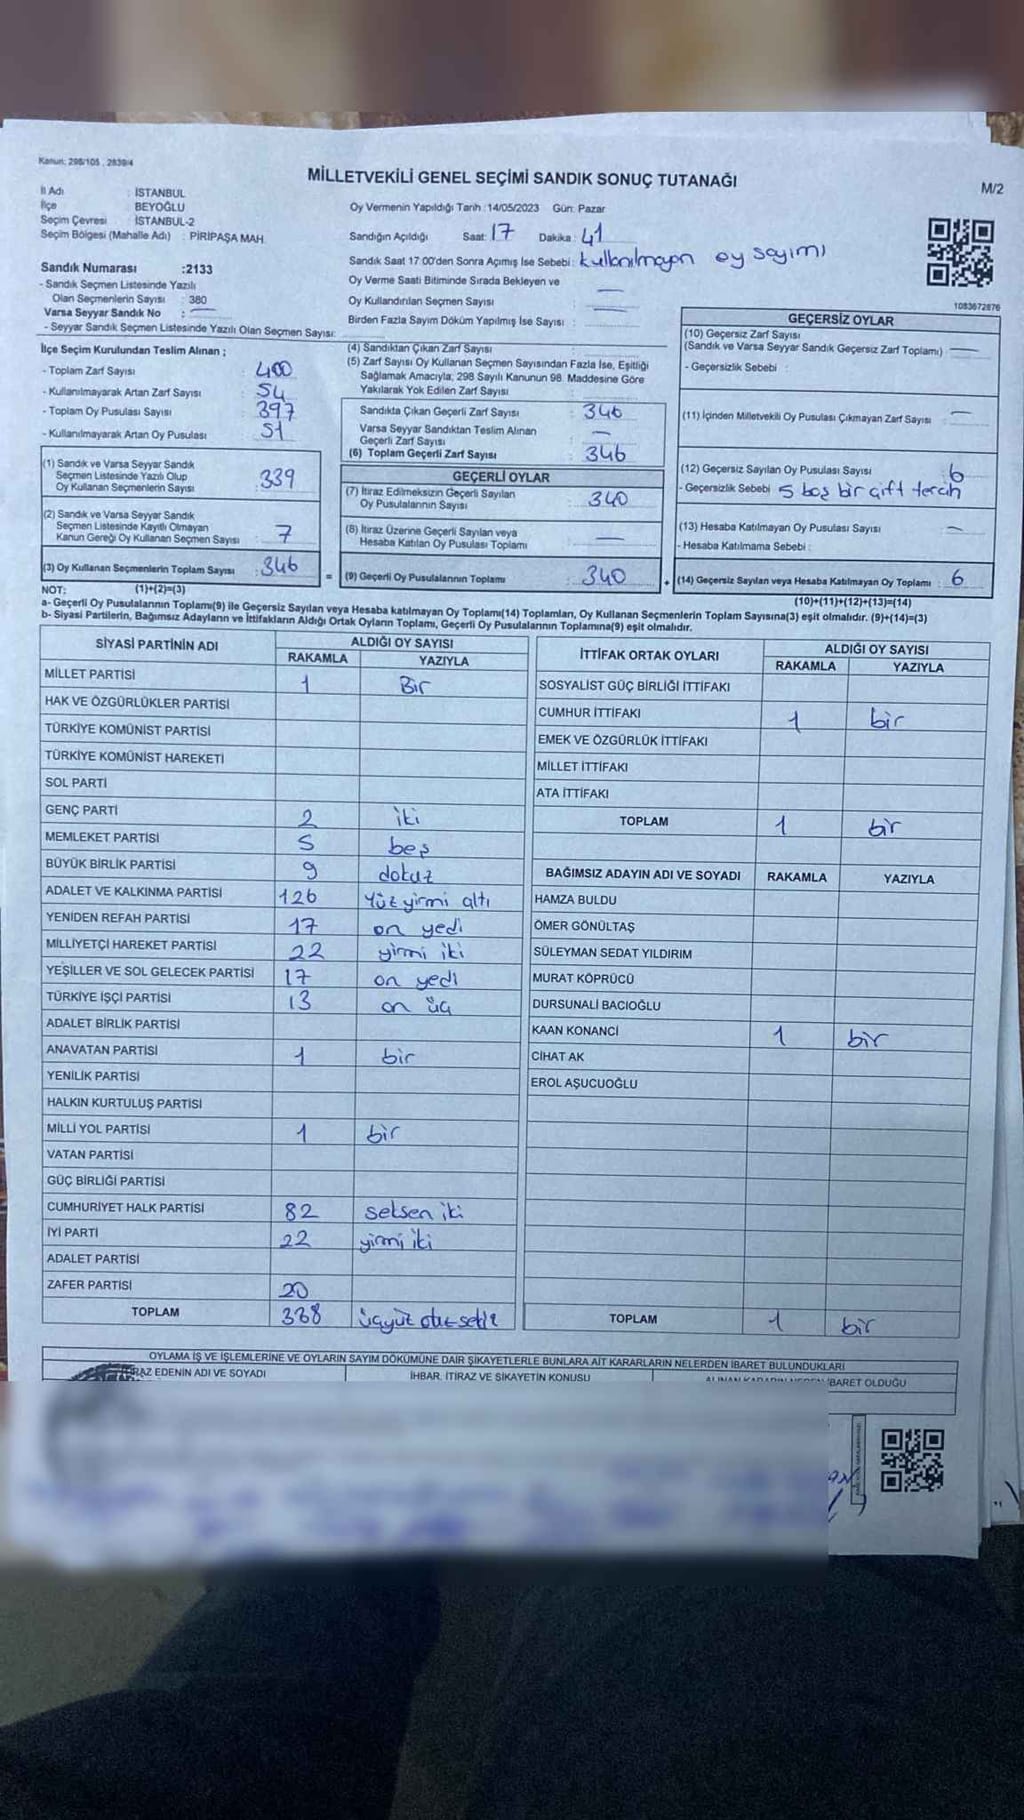 Kanun: 298/105 , 2839/4
MİLLETVEKİLİ GENEL SEÇİMİ SANDIK SONUÇ TUTANAĞI
M/2
İl Adı : İSTANBUL
İlçe BEYOĞLU
Seçim Çevresi : İSTANBUL-2
Seçim Bölgesi (Mahalle Adı) : PİRİPAŞA MAH.
Oy Vermenin Yapıldığı Tarih :14/05/2023 Gün: Pazar
Sandığın Açıldığı Saat: 17 Dakika : 41
Sandık Saat 17:00'den Sonra Açmış İse Sebebi : kullanılmayan oy sayımı
Oy Verme Saati Bitiminde Sırada Bekleyen ve
Oy Kullandırılan Seçmen Sayısı : —
Birden Fazla Sayım Döküm Yapılmış İse Sayısı :
Sandık Numarası :2133
- Sandık Seçmen Listesinde Yazılı
Olan Seçmenlerin Sayısı : 380
Varsa Seyyar Sandık No : —
- Seyyar Sandık Seçmen Listesinde Yazılı Olan Seçmen Sayısı:
1083672876
İlçe Seçim Kurulundan Teslim Alınan ;
- Toplam Zarf Sayısı : 400
- Kullanılmayarak Artan Zarf Sayısı : 54
- Toplam Oy Pusulası Sayısı : 397
- Kullanılmayarak Artan Oy Pusulası : 51
(1) Sandık ve Varsa Seyyar Sandık
Seçmen Listesinde Yazılı Olup
Oy Kullanan Seçmenlerin Sayısı : 339
(2) Sandık ve Varsa Seyyar Sandık
Seçmen Listesinde Kayıtlı Olmayan
Kanun Gereği Oy Kullanan Seçmen Sayısı : 7
(3) Oy Kullanan Seçmenlerin Toplam Sayısı : 346
(4) Sandıktan Çıkan Zarf Sayısı :
(5) Zarf Sayısı Oy Kullanan Seçmen Sayısından Fazla İse, Eşitliği
Sağlamak Amacıyla; 298 Sayılı Kanunun 98. Maddesine Göre
Yakılarak Yok Edilen Zarf Sayısı :
Sandıkta Çıkan Geçerli Zarf Sayısı : 346
Varsa Seyyar Sandıktan Teslim Alınan
Geçerli Zarf Sayısı : —
(6) Toplam Geçerli Zarf Sayısı : 346
GEÇERLİ OYLAR
(7) İtiraz Edilmeksizin Geçerli Sayılan
Oy Pusulasının Sayısı : 340
(8) İtiraz Üzerine Geçerli Sayılan veya
Hesaba Katılan Oy Pusulası Toplamı : —
= (9) Geçerli Oy Pusulalarının Toplamı : 340
GEÇERSİZ OYLAR
(10) Geçersiz Zarf Sayısı
(Sandık ve Varsa Seyyar Sandık Geçersiz Zarf Toplamı) : —
- Geçersizlik Sebebi :
(11) İçinden Milletvekili Oy Pusulası Çıkmayan Zarf Sayısı : —
(12) Geçersiz Sayılan Oy Pusulası Sayısı : 6
- Geçersizlik Sebebi 5 boş bir çift tercih
(13) Hesaba Katılmayan Oy Pusulası Sayısı : —
- Hesaba Katılmama Sebebi :
+ (14) Geçersiz Sayılan veya Hesaba Katılmayan Oy Toplamı : 6
NOT: (1)+(2)=(3)
(10)+(11)+(12)+(13)=(14)
a- Geçerli Oy Pusulalarının Toplamı(9) ile Geçersiz Sayılan veya Hesaba katılmayan Oy Toplamı(14) Toplamları, Oy Kullanan Seçmenlerin Toplam Sayısına(3) eşit olmalıdır. (9)+(14)=(3)
b- Siyasi Partilerin, Bağımsız Adayların ve İttifakların Aldığı Ortak Oyların Toplamı, Geçerli Oy Pusulalarının Toplamına(9) eşit olmalıdır.
SİYASİ PARTİNİN ADI ALDIĞI OY SAYISI
RAKAMLA YAZIYLA
MİLLET PARTİSİ 1 Bir
HAK VE ÖZGÜRLÜKLER PARTİSİ
TÜRKİYE KOMÜNİST PARTİSİ
TÜRKİYE KOMÜNİST HAREKETİ
SOL PARTİ
GENÇ PARTİ 2 iki
MEMLEKET PARTİSİ 5 beş
BÜYÜK BİRLİK PARTİSİ 9 dokuz
ADALET VE KALKINMA PARTİSİ 126 Yüz yirmi altı
YENİDEN REFAH PARTİSİ 17 on yedi
MİLLİYETÇİ HAREKET PARTİSİ 22 yirmi iki
YEŞİLLER VE SOL GELECEK PARTİSİ 17 on yedi
TÜRKİYE İŞÇİ PARTİSİ 13 on üç
ADALET BİRLİK PARTİSİ
ANAVATAN PARTİSİ 1 bir
YENİLİK PARTİSİ
HALKIN KURTULUŞ PARTİSİ
MİLLİ YOL PARTİSİ 1 bir
VATAN PARTİSİ
GÜÇ BİRLİĞİ PARTİSİ
CUMHURİYET HALK PARTİSİ 82 seksen iki
İYİ PARTİ 22 yirmi iki
ADALET PARTİSİ
ZAFER PARTİSİ 20
TOPLAM 338 üçyüz otuz sekiz
İTTİFAK ORTAK OYLARI ALDIĞI OY SAYISI
RAKAMLA YAZIYLA
SOSYALİST GÜÇ BİRLİĞİ İTTİFAKI
CUMHUR İTTİFAKI 1 bir
EMEK VE ÖZGÜRLÜK İTTİFAKI
MİLLET İTTİFAKI
ATA İTTİFAKI
TOPLAM 1 bir
BAĞIMSIZ ADAYIN ADI VE SOYADI RAKAMLA YAZIYLA
HAMZA BULDU
ÖMER GÖNÜLTAŞ
SÜLEYMAN SEDAT YILDIRIM
MURAT KÖPRÜCÜ
DURSUNALİ BACIOĞLU
KAAN KONANCİ 1 bir
CİHAT AK
EROL AŞUCUOĞLU
TOPLAM 1 bir
OYLAMA İŞ VE İŞLEMLERİNE VE OYLARIN SAYIM DÖKÜMÜNE DAİR ŞİKAYETLERLE BUNLARA AİT KARARLARIN NELERDEN İBARET BULUNDUKLARI
EDENİN ADI VE SOYADI İHBAR, İTİRAZ VE ŞİKAYETİN KONUSU OLDUĞU